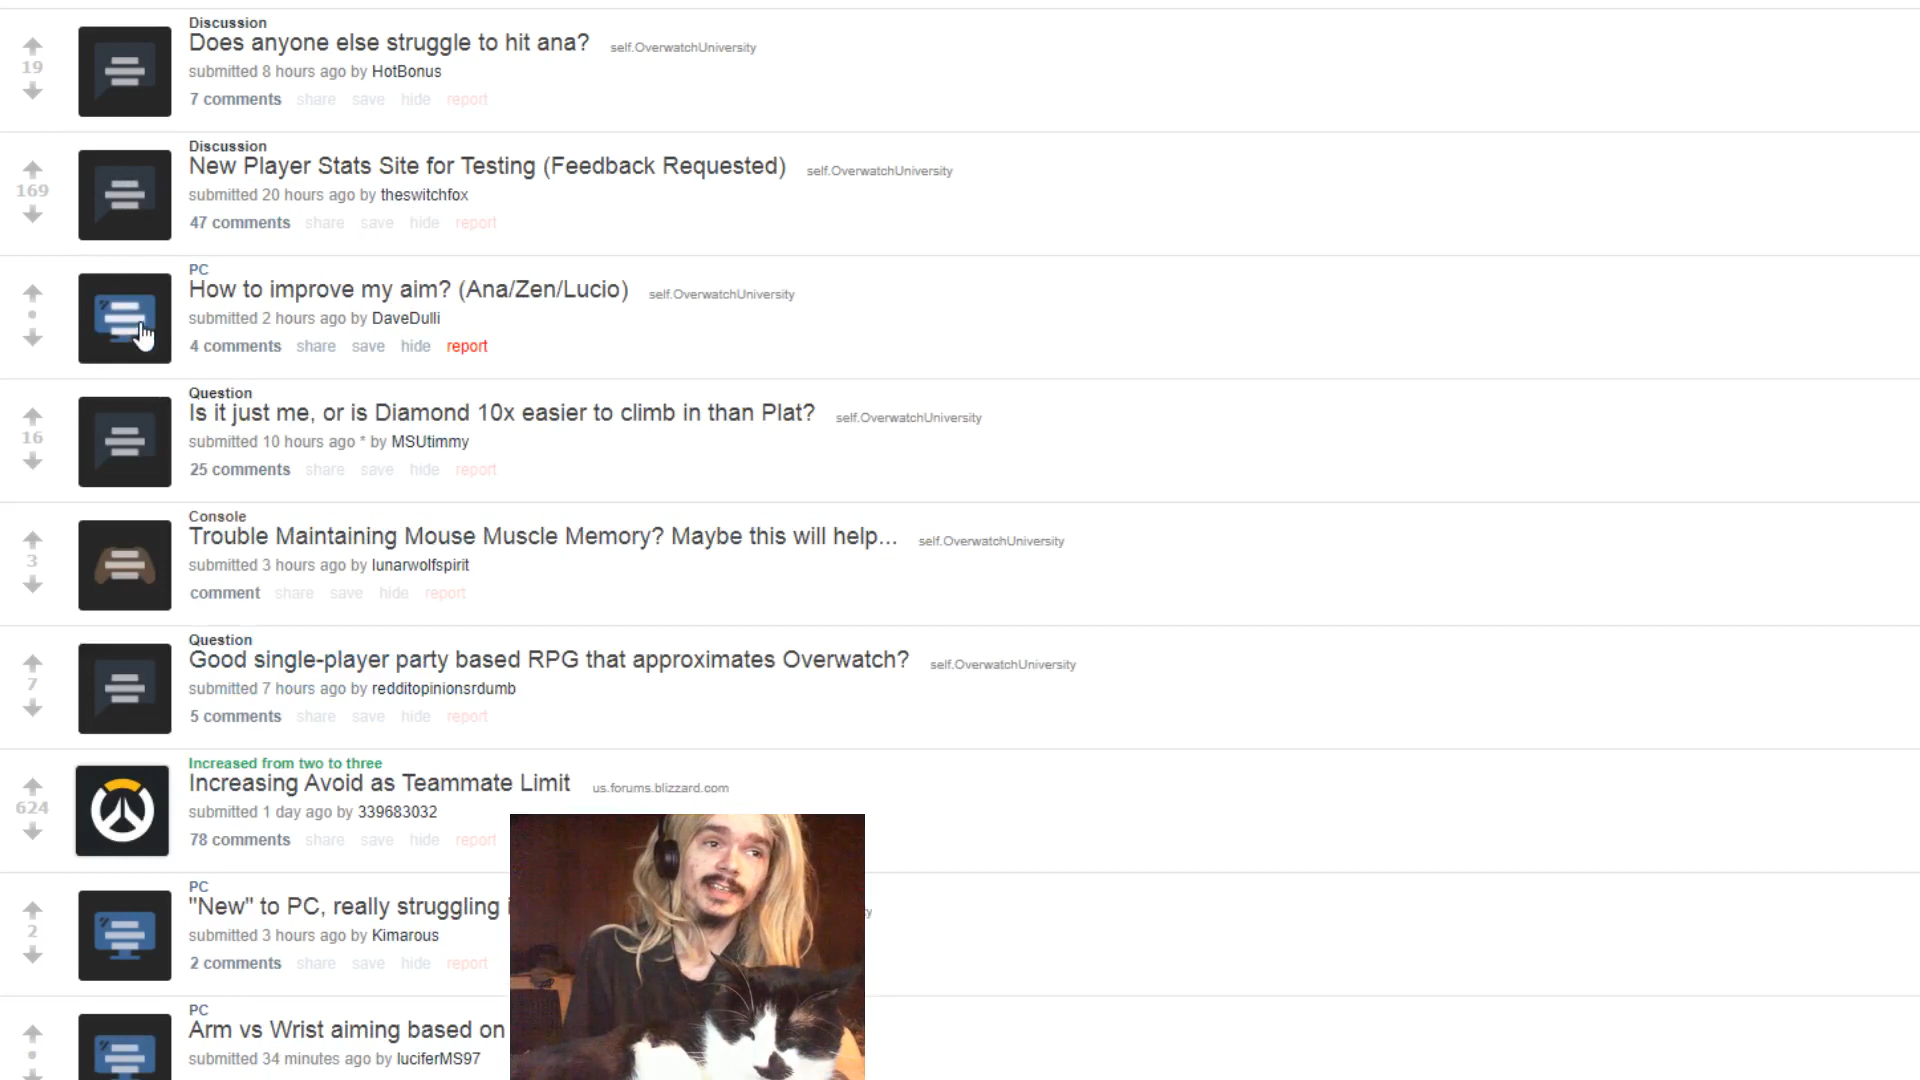 Discussion
Does anyone else struggle to hit ana? self.OverwatchUniversity
19
submitted 8 hours ago by HotBonus
7 comments share save hide report
Discussion
New Player Stats Site for Testing (Feedback Requested) self.OverwatchUniversity
169
submitted 20 hours ago by theswitchfox
47 comments share save hide report
PC
How to improve my aim? (Ana/Zen/Lucio) self.OverwatchUniversity
•
submitted 2 hours ago by DaveDulli
4 comments share save hide report
Question
Is it just me, or is Diamond 10x easier to climb in than Plat? self.OverwatchUniversity
16
submitted 10 hours ago * by MSUtimmy
25 comments share save hide report
Console
Trouble Maintaining Mouse Muscle Memory? Maybe this will help... self.OverwatchUniversity
3
submitted 3 hours ago by lunarwolfspirit
comment share save hide report
Question
Good single-player party based RPG that approximates Overwatch? self.OverwatchUniversity
7
submitted 7 hours ago by redditopinionsrdumb
5 comments share save hide report
Increased from two to three
Increasing Avoid as Teammate Limit us.forums.blizzard.com
624
submitted 1 day ago by 339683032
78 comments share save hide report
PC
"New" to PC, really struggling
2
submitted 3 hours ago by Kimarous
2 comments share save hide report
PC
Arm vs Wrist aiming based on
•
submitted 34 minutes ago by luciferMS97